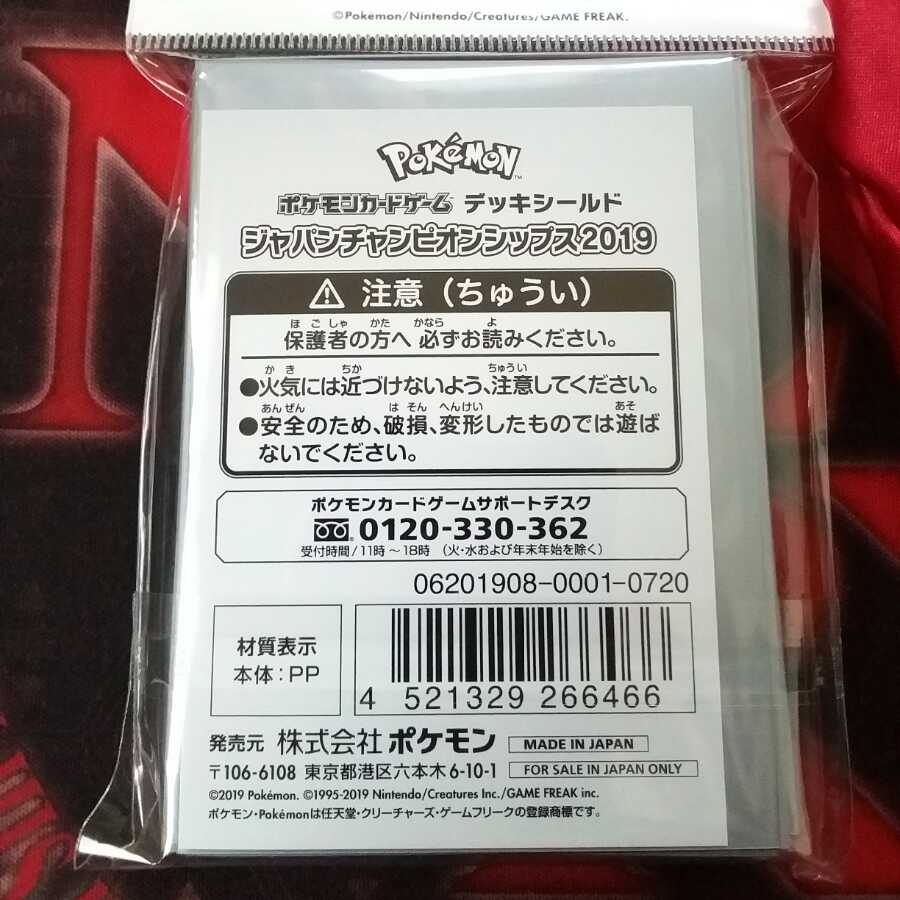 ©Pokémon/Nintendo/Creatures/GAME FREAK.
POKéMON™
ポケモンカードゲーム デッキシールド
ジャパンチャンピオンシップス2019
⚠ 注意（ちゅうい）
ほごしゃ かた かなら よ
保護者の方へ 必ずお読みください。
かき ちか ちゅうい
●火気には近づけないよう、注意してください。
あんぜん はそん へんけい あそ
●安全のため、破損、変形したものでは遊ば
ないでください。
ポケモンカードゲームサポートデスク
0120-330-362
受付時間/11時～18時 （火・水および年末年始を除く）
06201908-0001-0720
材質表示
本体：PP
4 521329 266466
発売元 株式会社 ポケモン MADE IN JAPAN
〒106-6108 東京都港区六本木6-10-1 FOR SALE IN JAPAN ONLY
©2019 Pokémon. ©1995-2019 Nintendo/Creatures Inc./GAME FREAK inc.
ポケモン・Pokémonは任天堂・クリーチャーズ・ゲームフリークの登録商標です。